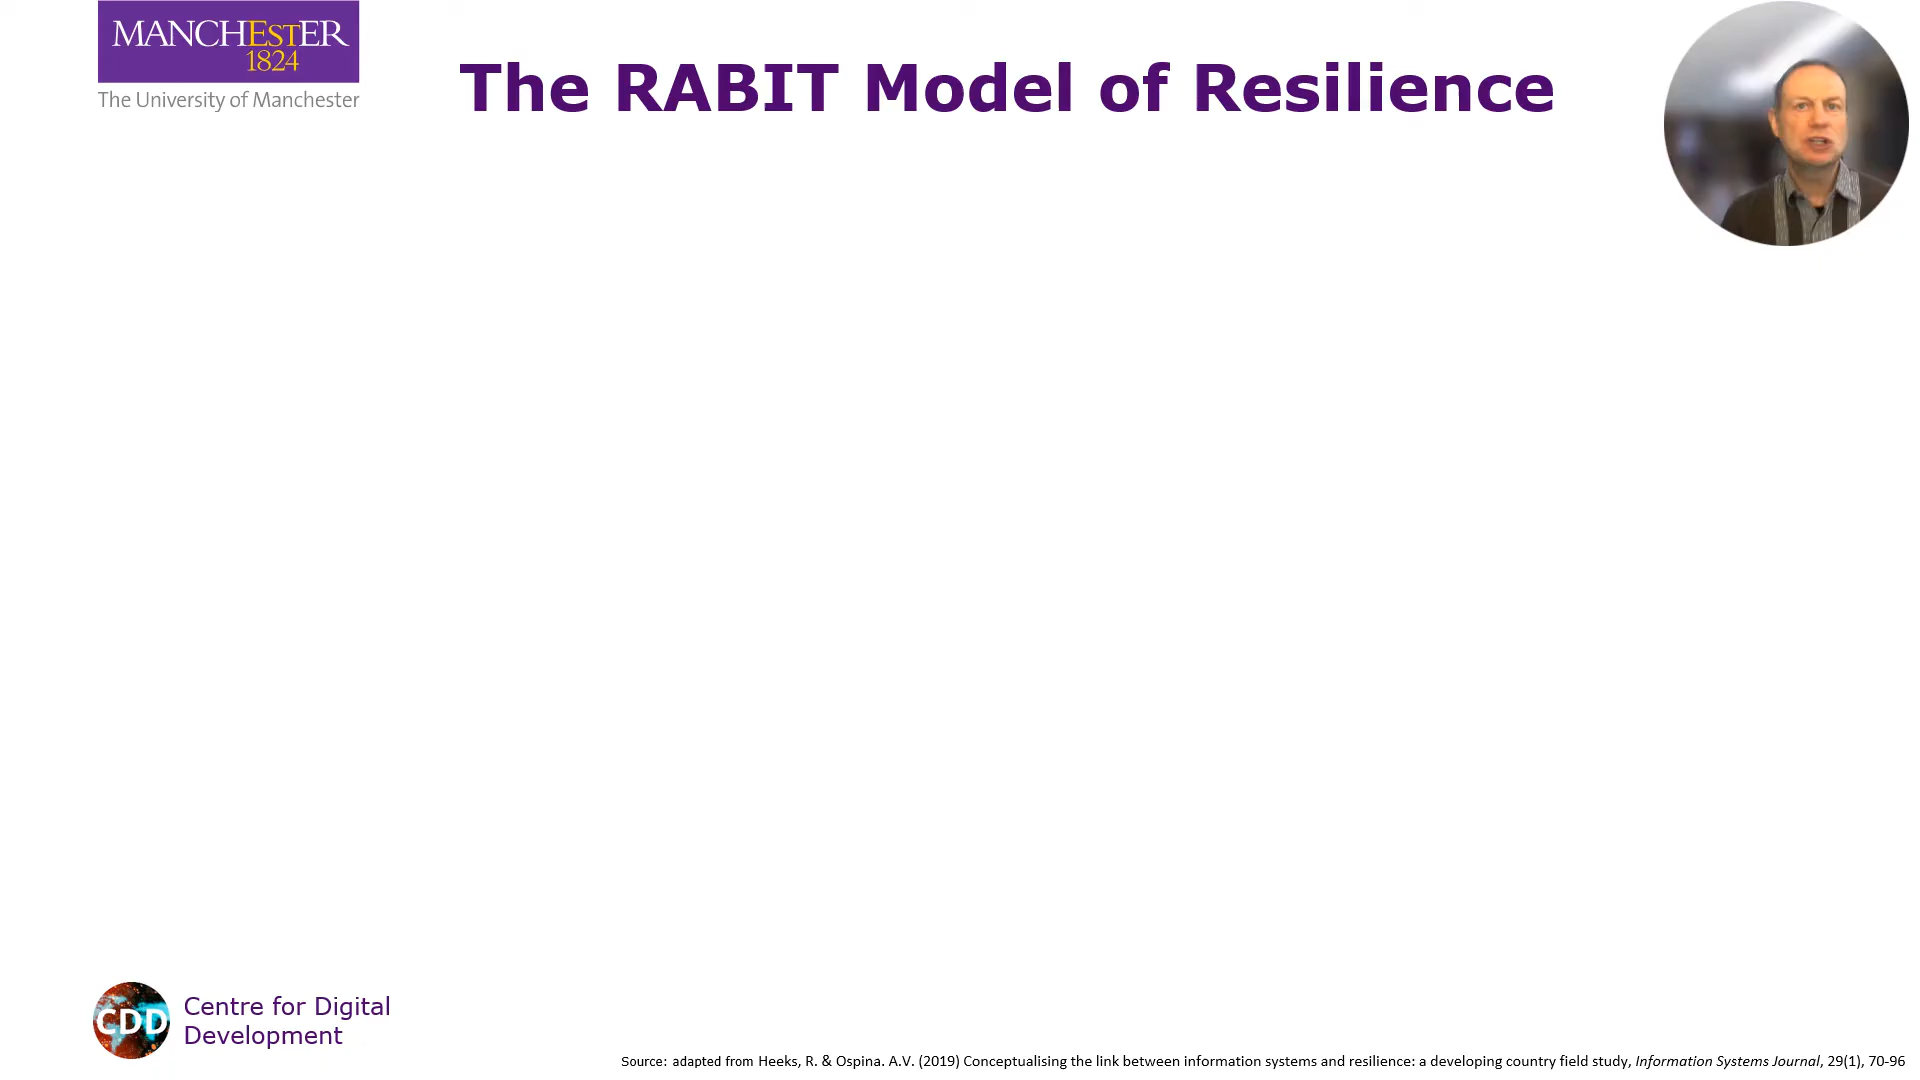 MANCHEsTER
1824
The University of Manchester
The RABIT Model of Resilience
CDD
Centre for Digital
Development
Source: adapted from Heeks, R. & Ospina. A.V. (2019) Conceptualising the link between information systems and resilience: a developing country field study, Information Systems Journal, 29(1), 70-96